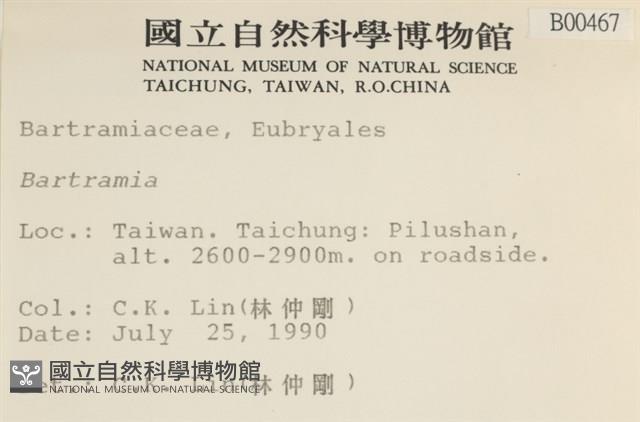 國立自然科學博物館
B00467
NATIONAL MUSEUM OF NATURAL SCIENCE
TAICHUNG, TAIWAN, R.O.CHINA
Bartramiaceae, Eubryales
Bartramia
Loc.: Taiwan. Taichung: Pilushan,
alt. 2600-2900m. on roadside.
Col.: C.K. Lin(林仲剛)
Date: July 25, 1990
Det.: C.K. Lin(林仲剛)
國立自然科學博物館
NATIONAL MUSEUM OF NATURAL SCIENCE